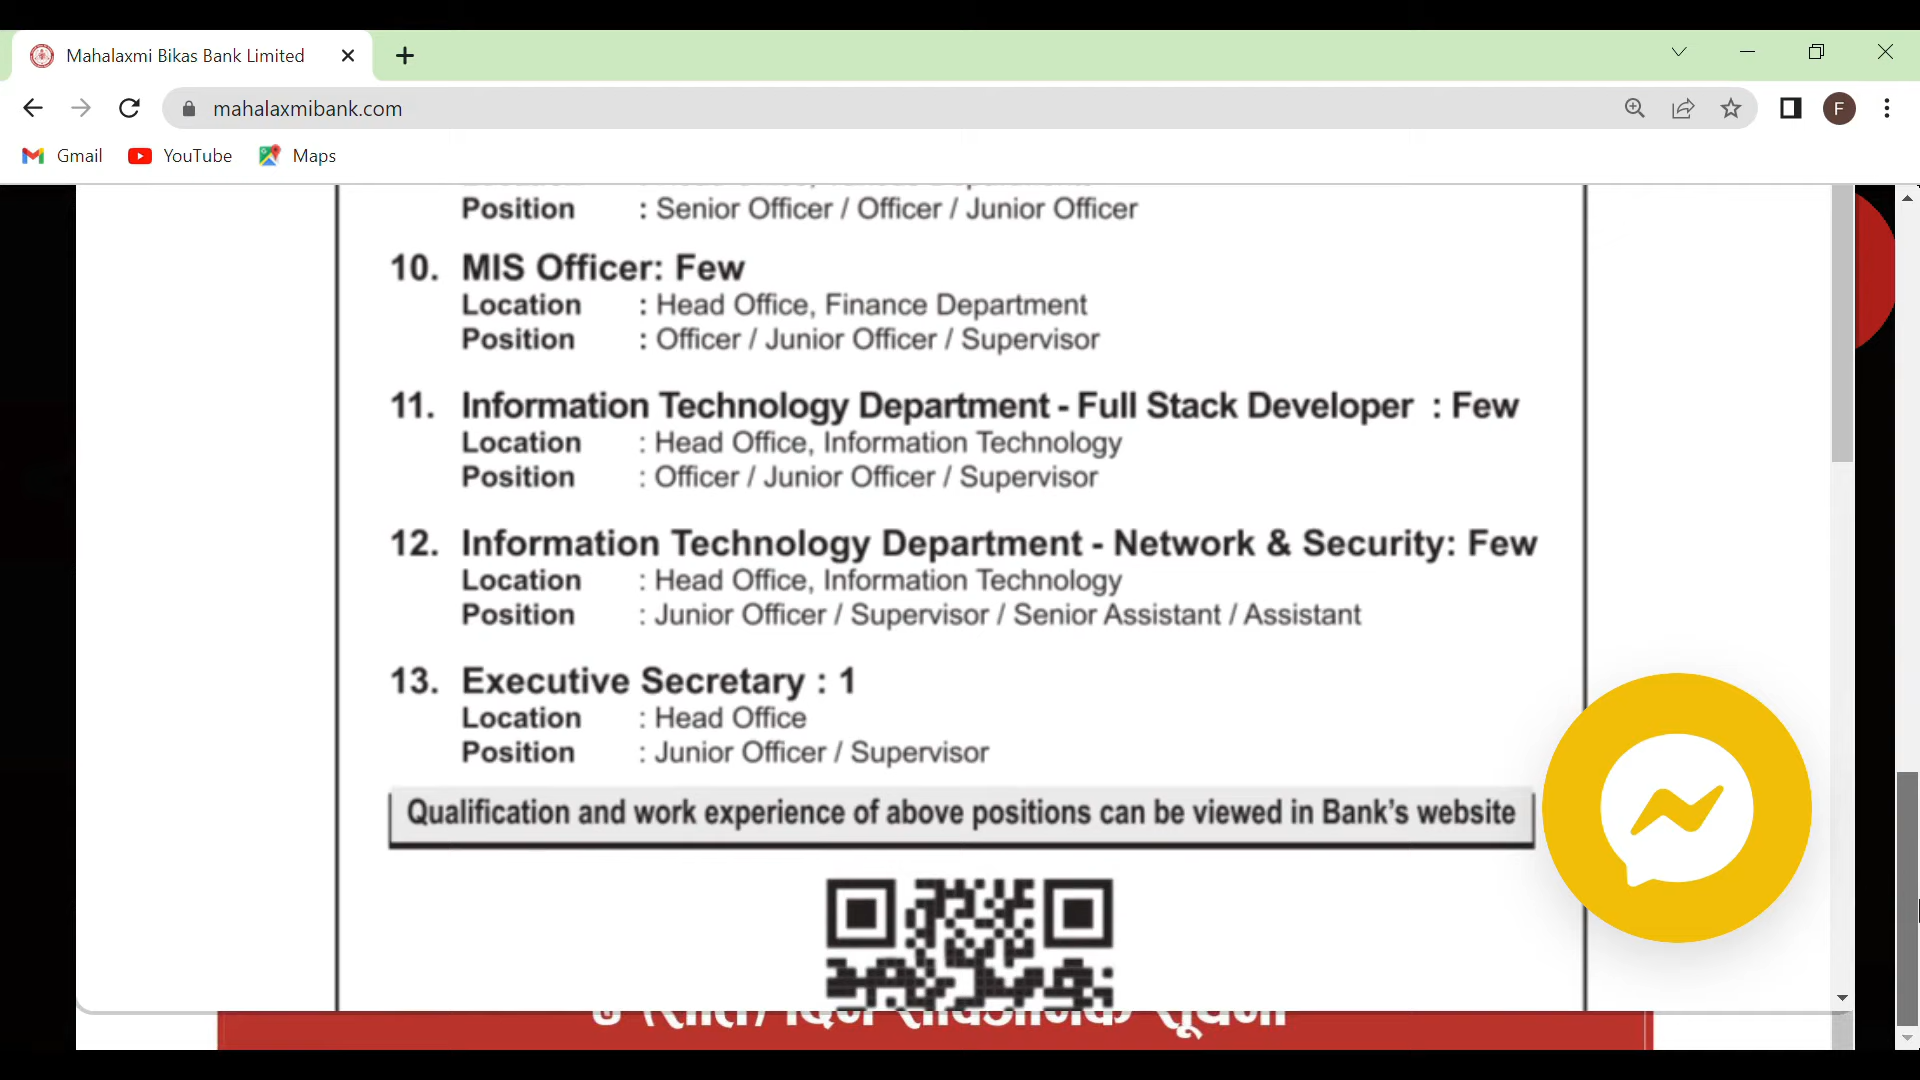 Mahalaxmi Bikas Bank Limited
mahalaxmibank.com
F
Gmail
YouTube
Maps
Position : Senior Officer / Officer / Junior Officer
10. MIS Officer: Few
Location : Head Office, Finance Department
Position : Officer / Junior Officer / Supervisor
11. Information Technology Department - Full Stack Developer : Few
Location : Head Office, Information Technology
Position : Officer / Junior Officer / Supervisor
12. Information Technology Department - Network & Security: Few
Location : Head Office, Information Technology
Position : Junior Officer / Supervisor / Senior Assistant / Assistant
13. Executive Secretary : 1
Location : Head Office
Position : Junior Officer / Supervisor
Qualification and work experience of above positions can be viewed in Bank's website